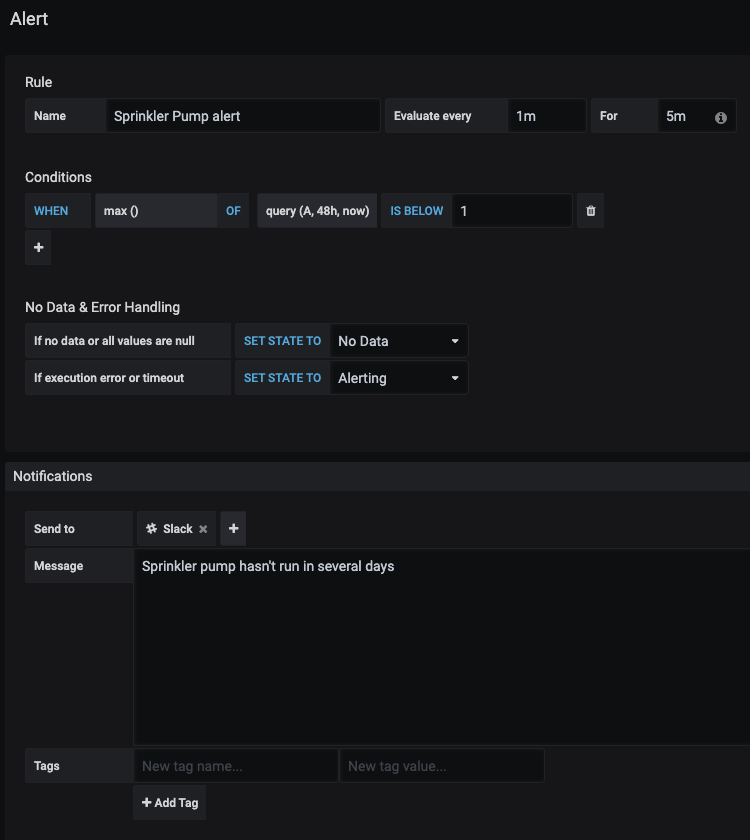 Alert
Rule
Name Sprinkler Pump alert Evaluate every 1m For 5m
Conditions
WHEN max () OF query (A, 48h, now) IS BELOW 1
No Data & Error Handling
If no data or all values are null SET STATE TO No Data
If execution error or timeout SET STATE TO Alerting
Notifications
Send to Slack
Message Sprinkler pump hasn't run in several days
Tags New tag name... New tag value...
Add Tag